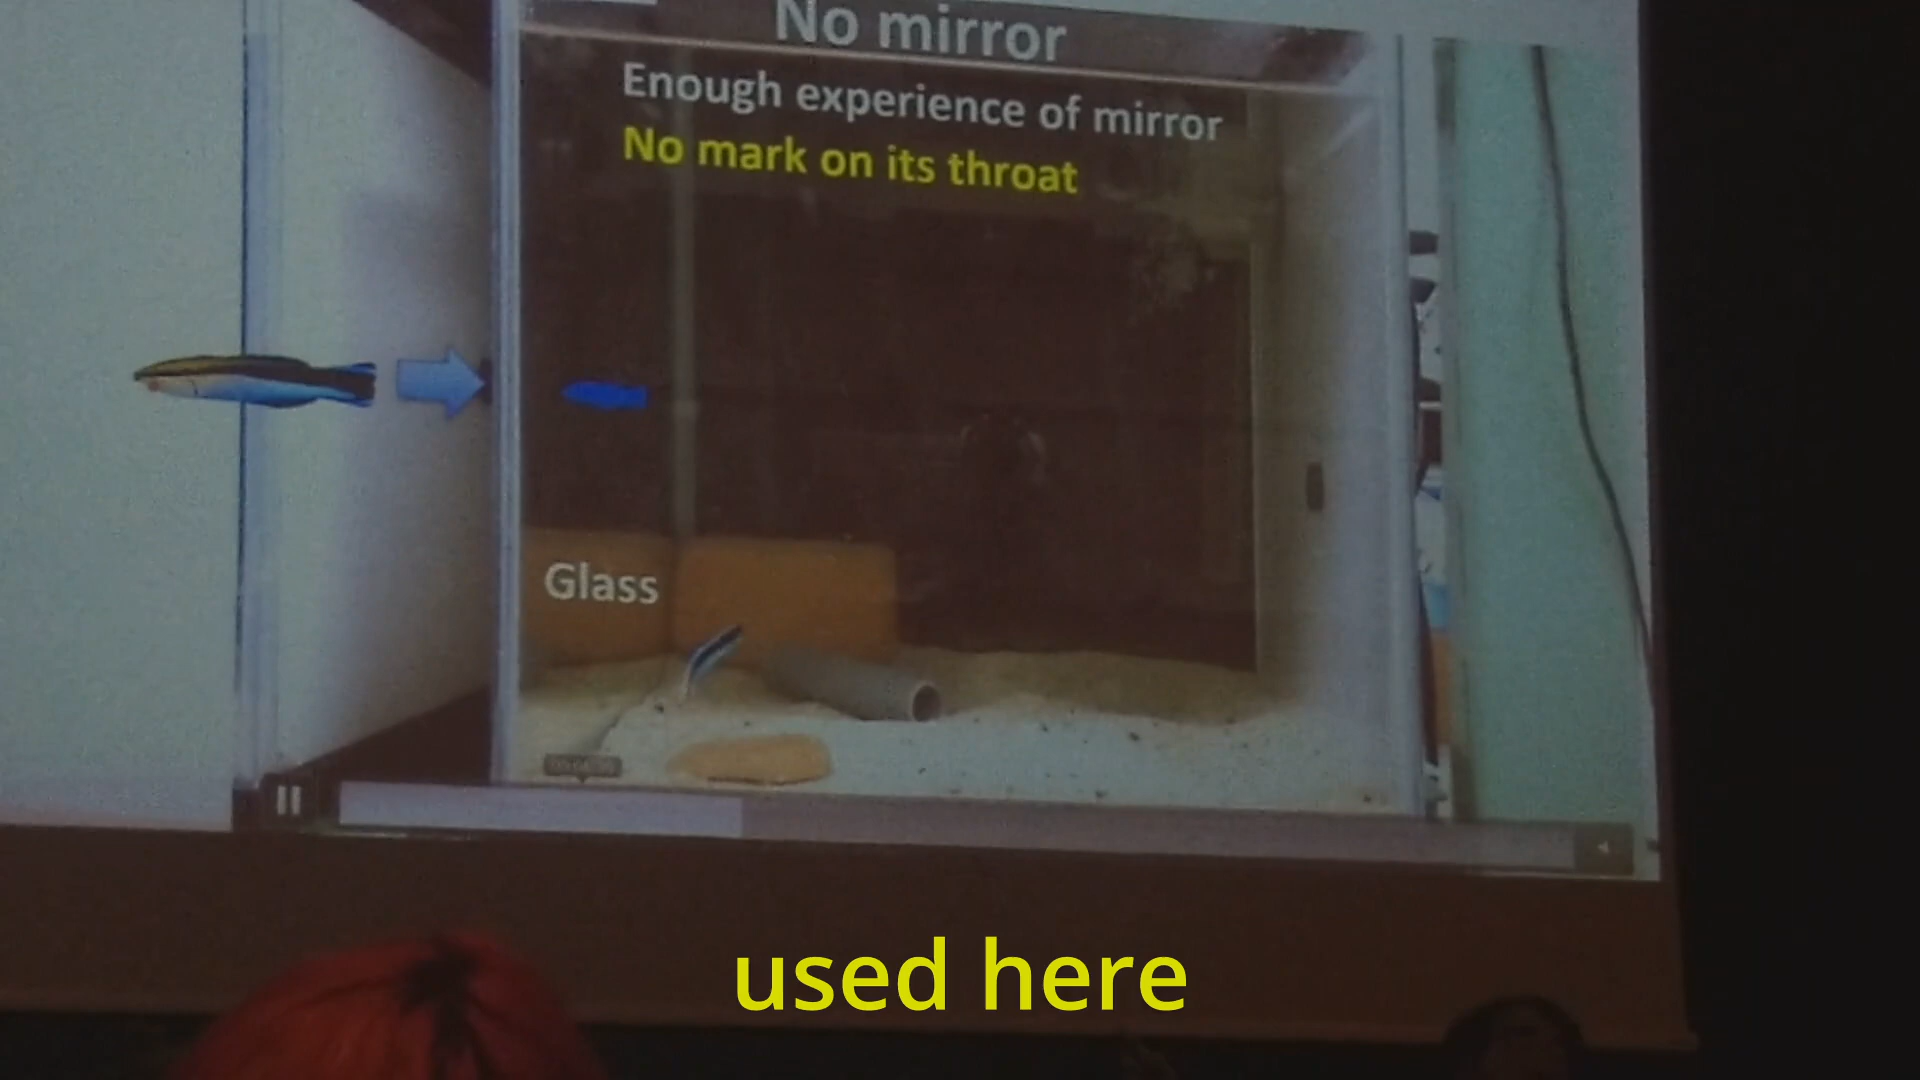 No mirror
Enough experience of mirror
No mark on its throat
Glass
used here